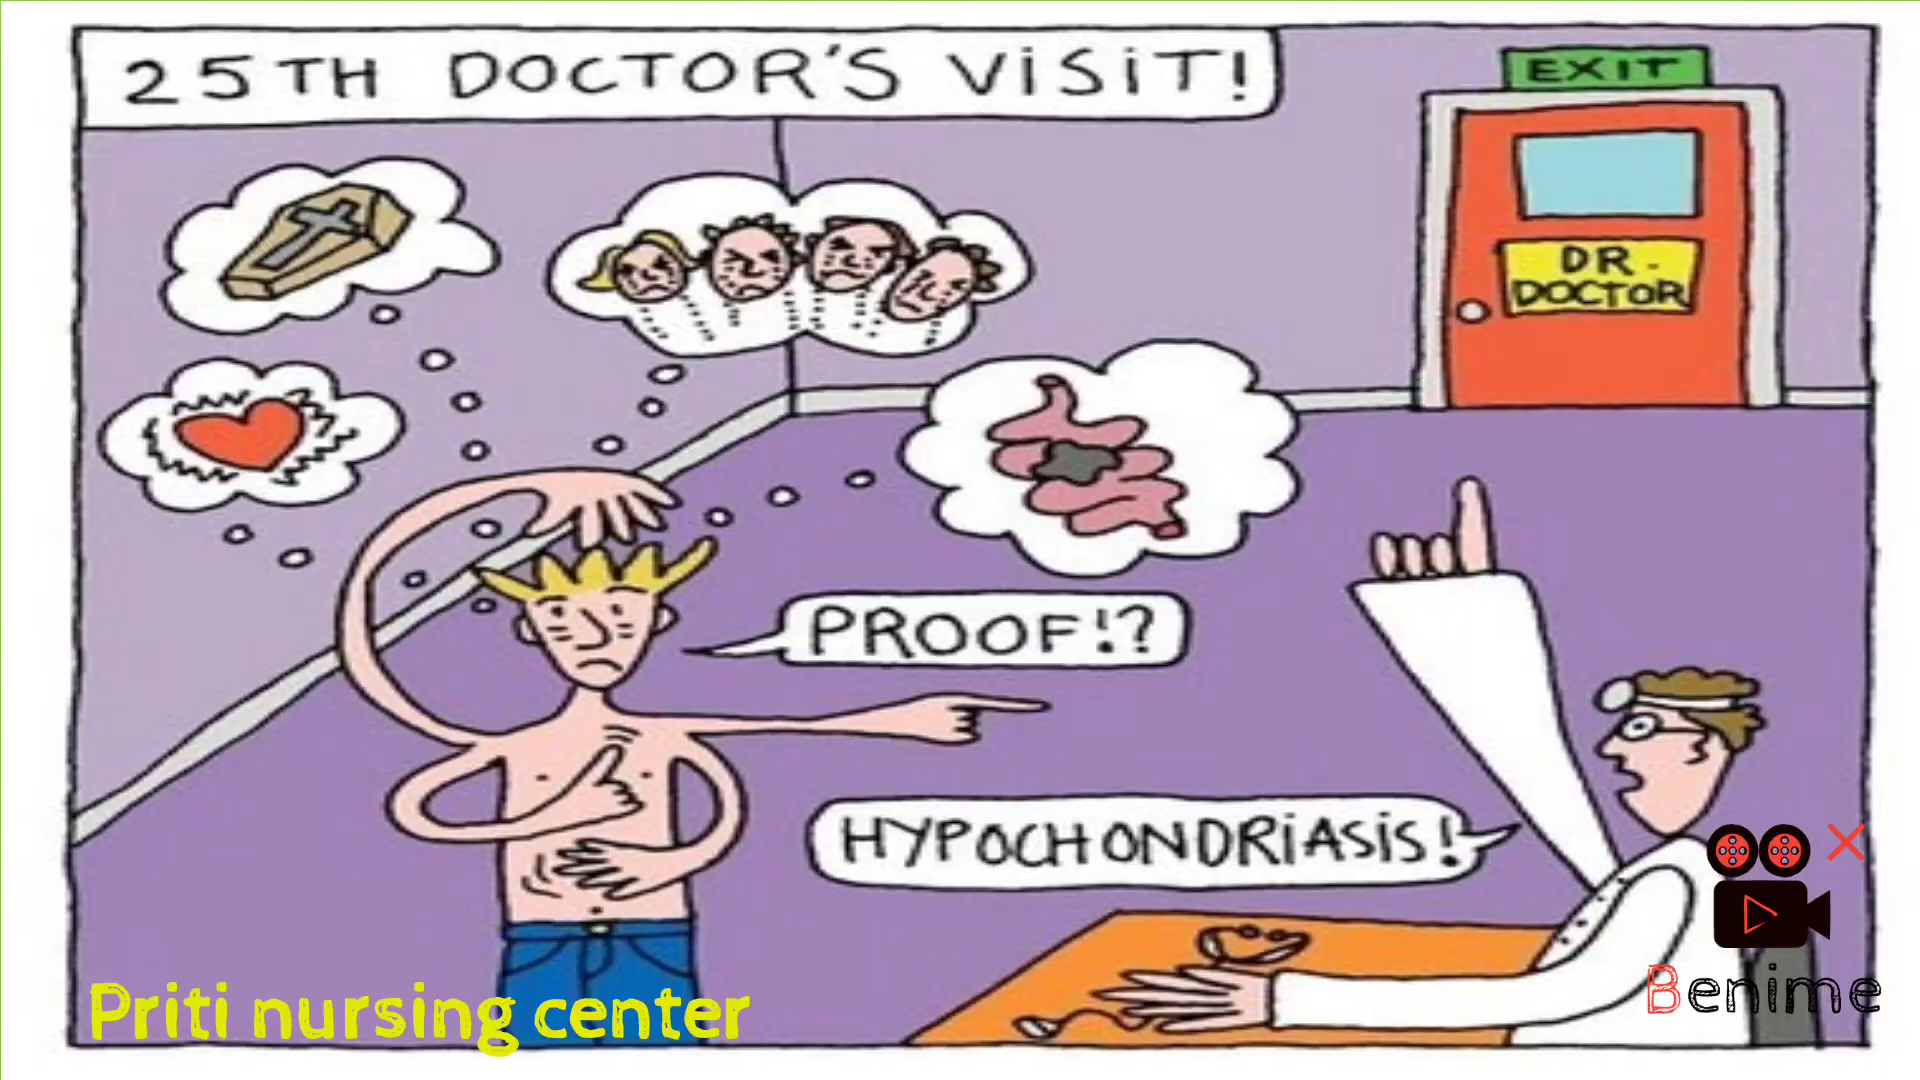 25TH DOCTOR'S ViSiT!
EXIT
DR.
DOCTOR
PROOF!?
HYPOCHONDRiASiS!
Priti nursing center
Benime